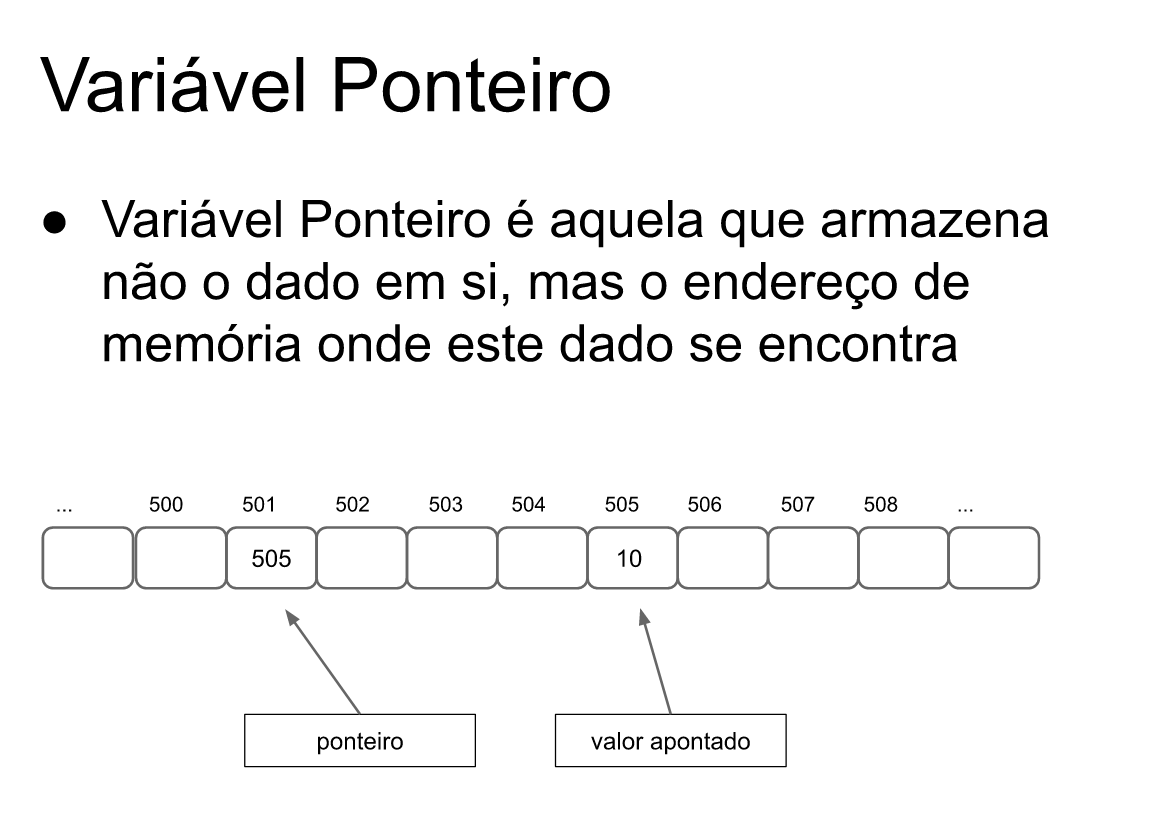 Variável Ponteiro
● Variável Ponteiro é aquela que armazena
não o dado em si, mas o endereço de
memória onde este dado se encontra
... 500 501 502 503 504 505 506 507 508 ...
505 10
ponteiro valor apontado